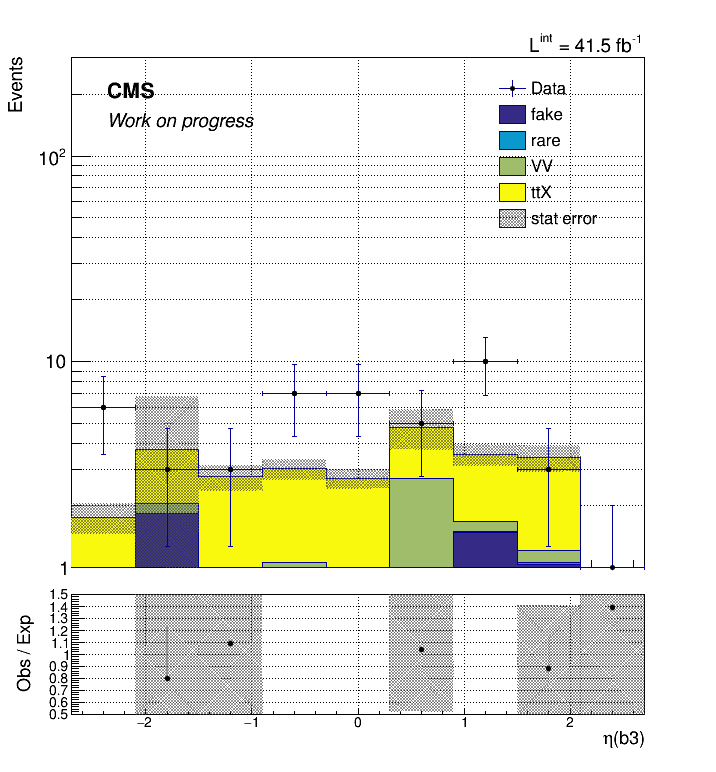 L^int = 41.5 fb^-1
Events
CMS
Work on progress
Data
fake
rare
VV
ttX
stat error
10^2
10
1
Obs / Exp
1.5
1.4
1.3
1.2
1.1
1
0.9
0.8
0.7
0.6
0.5
−2 −1 0 1 2
η(b3)